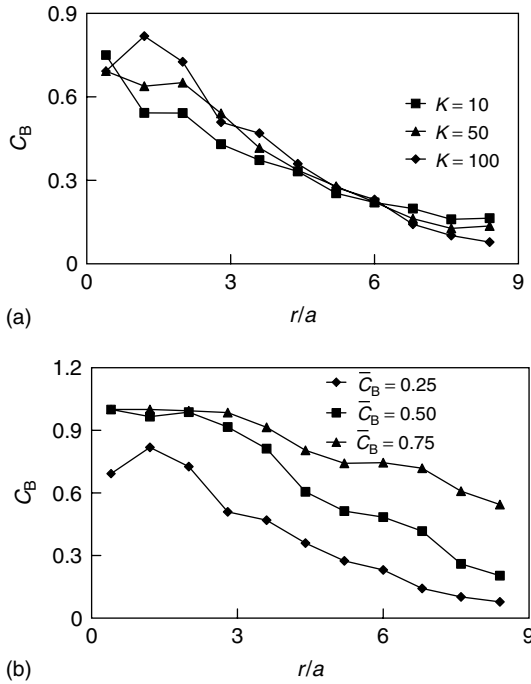 0.9
0.6
0.3
0
C_B
K = 10
K = 50
K = 100
0 3 6 9
r/a
(a)
1.2
0.9
0.6
0.3
0
C_B
C̅_B = 0.25
C̅_B = 0.50
C̅_B = 0.75
0 3 6 9
r/a
(b)